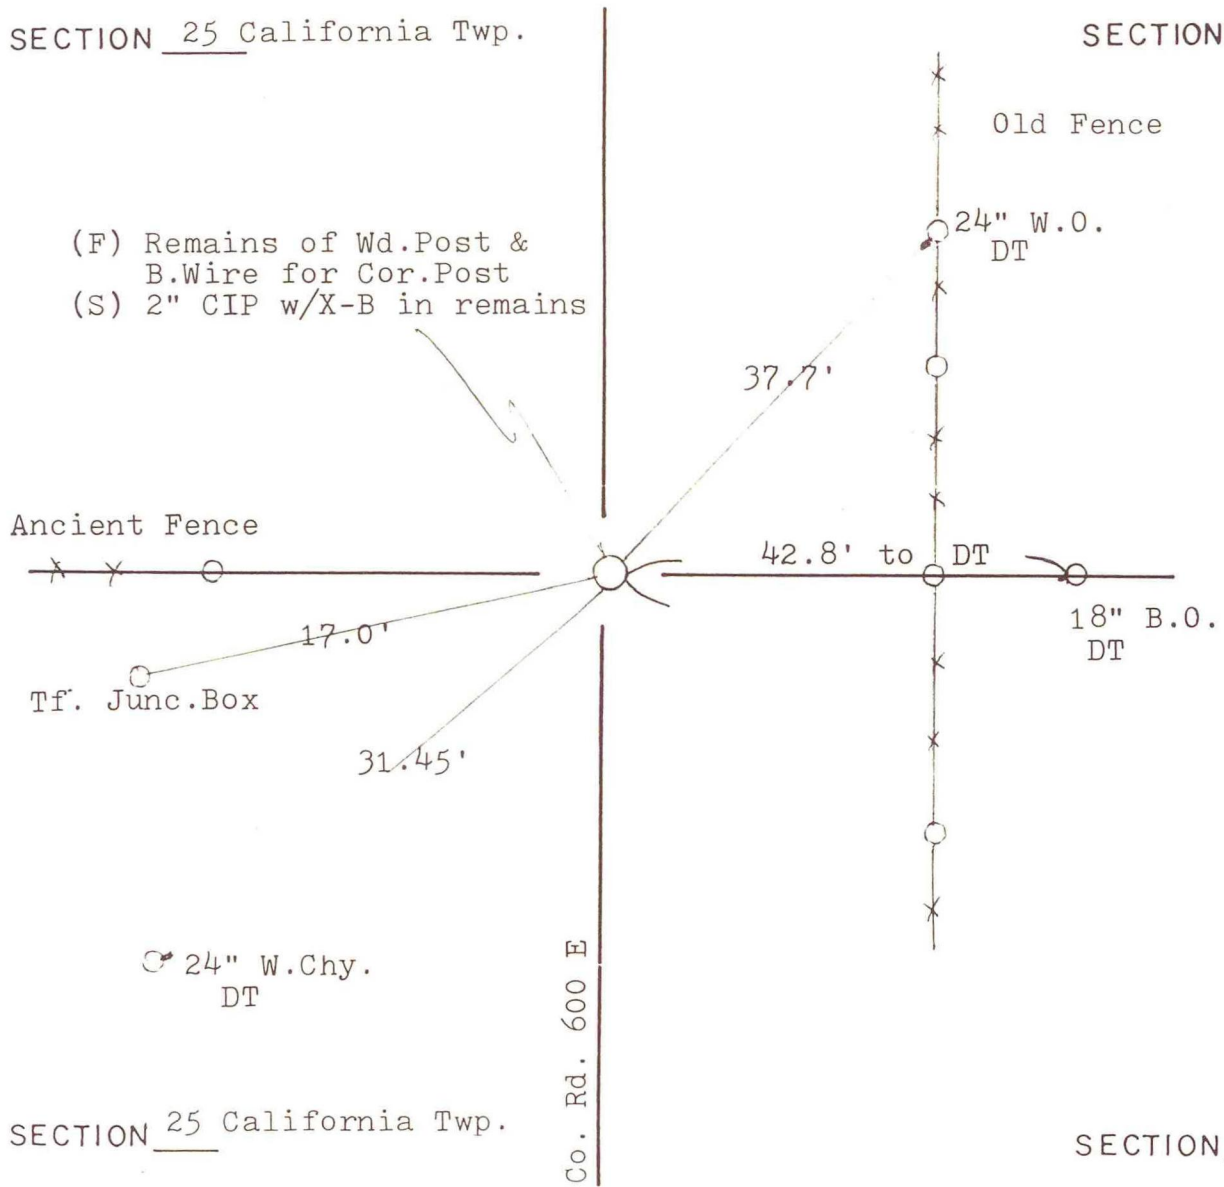 SECTION 25 California Twp.
SECTION
Old Fence
(F) Remains of Wd.Post &
B.Wire for Cor.Post
(S) 2" CIP w/X-B in remains
24" W.O.
DT
37.7'
Ancient Fence
42.8' to DT
17.0'
18" B.O.
DT
Tf. Junc.Box
31.45'
24" W.Chy.
DT
Co. Rd. 600 E
SECTION 25 California Twp.
SECTION